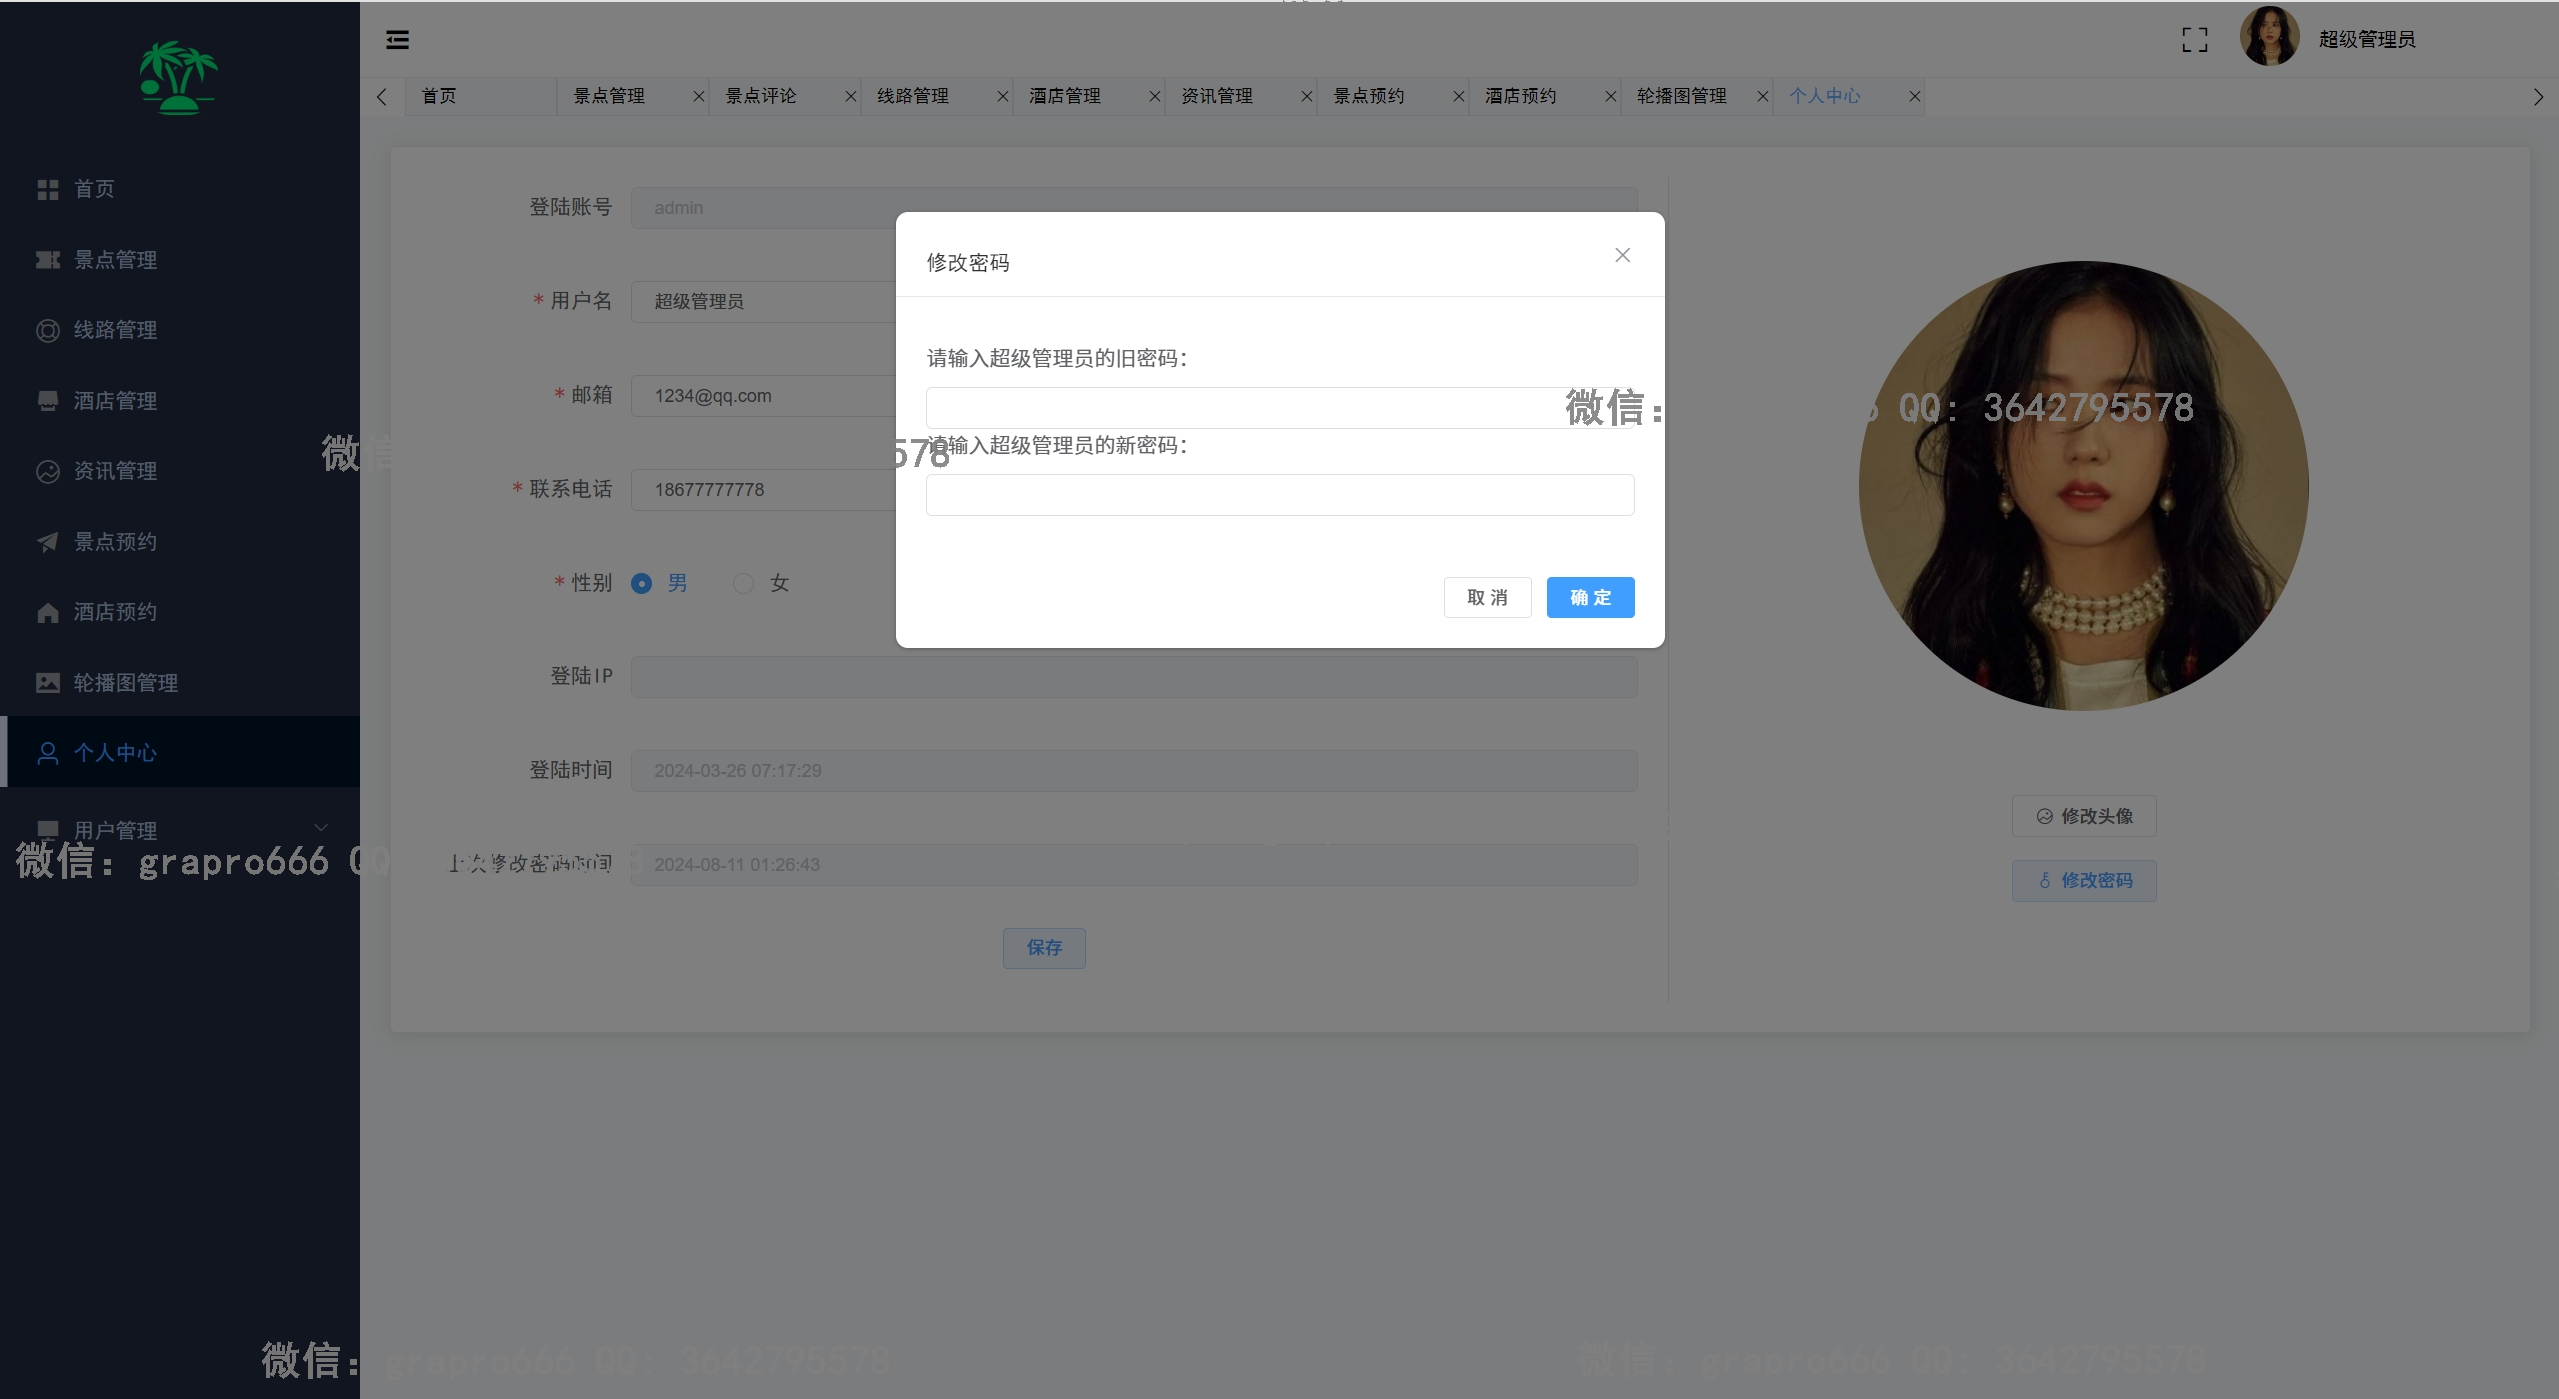 超级管理员
首页
景点管理
景点评论
线路管理
酒店管理
资讯管理
景点预约
酒店预约
轮播图管理
个人中心
首页
景点管理
线路管理
酒店管理
资讯管理
景点预约
酒店预约
轮播图管理
个人中心
用户管理
登陆账号 admin
* 用户名 超级管理员
* 邮箱 1234@qq.com
* 联系电话 18677777778
* 性别 男 女
登陆IP
登陆时间 2024-03-26 07:17:29
上次修改密码时间 2024-08-11 01:26:43
保存
修改密码
请输入超级管理员的旧密码：
请输入超级管理员的新密码：
取 消
确 定
修改头像
修改密码
微信： QQ: 3642795578
微信 578
微信: grapro666 QQ
微信: grapro666 QQ: 3642795578
微信: grapro666 QQ: 3642795578